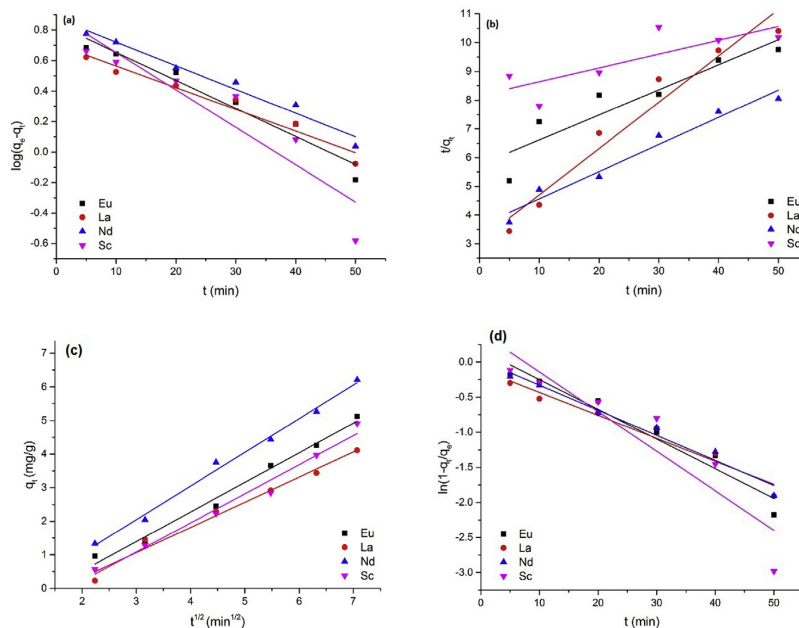 (a)
0.8
0.6
0.4
0.2
0.0
-0.2
-0.4
-0.6
log(qₑ-qₜ)
Eu
La
Nd
Sc
0 10 20 30 40 50
t (min)
(b)
12
11
10
9
8
7
6
5
4
3
t/qₜ
Eu
La
Nd
Sc
0 10 20 30 40 50
t (min)
(c)
7
6
5
4
3
2
1
0
qₜ (mg/g)
Eu
La
Nd
Sc
1 2 3 4 5 6 7
t^1/2 (min^1/2)
(d)
0.0
-0.5
-1.0
-1.5
-2.0
-2.5
-3.0
ln(1-qₜ/qₑ)
Eu
La
Nd
Sc
0 10 20 30 40 50
t (min)